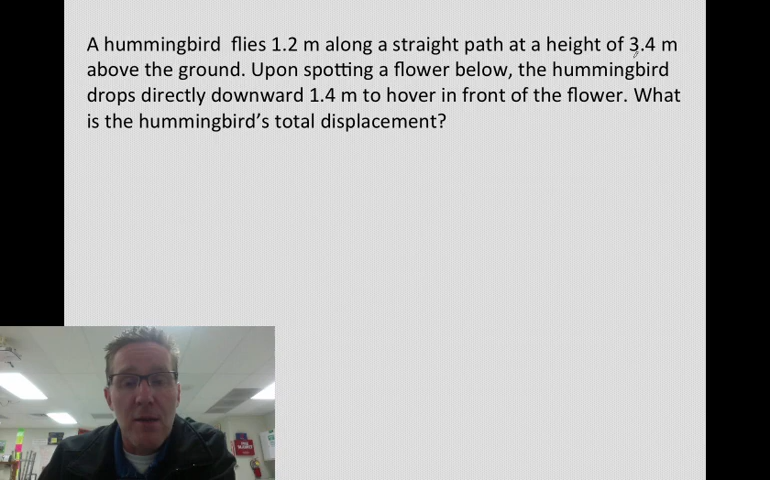 A hummingbird  flies 1.2 m along a straight path at a height of 3.4 m
above the ground. Upon spotting a flower below, the hummingbird
drops directly downward 1.4 m to hover in front of the flower. What
is the hummingbird’s total displacement?